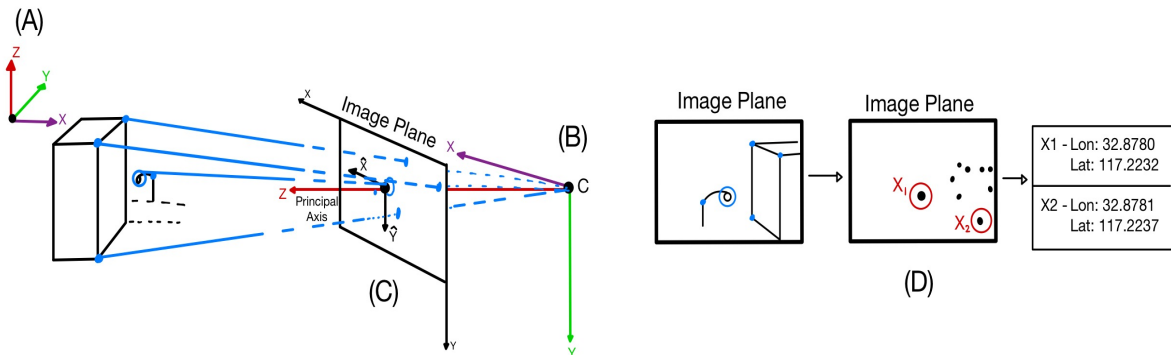 (A)
Z
Y
X
X
Image Plane
(B)
X
X̂
C
Z
Principal
Axis
Ŷ
(C)
Y
Y
Image Plane
Image Plane
X1
X2
(D)
X1 - Lon: 32.8780
Lat: 117.2232
X2 - Lon: 32.8781
Lat: 117.2237